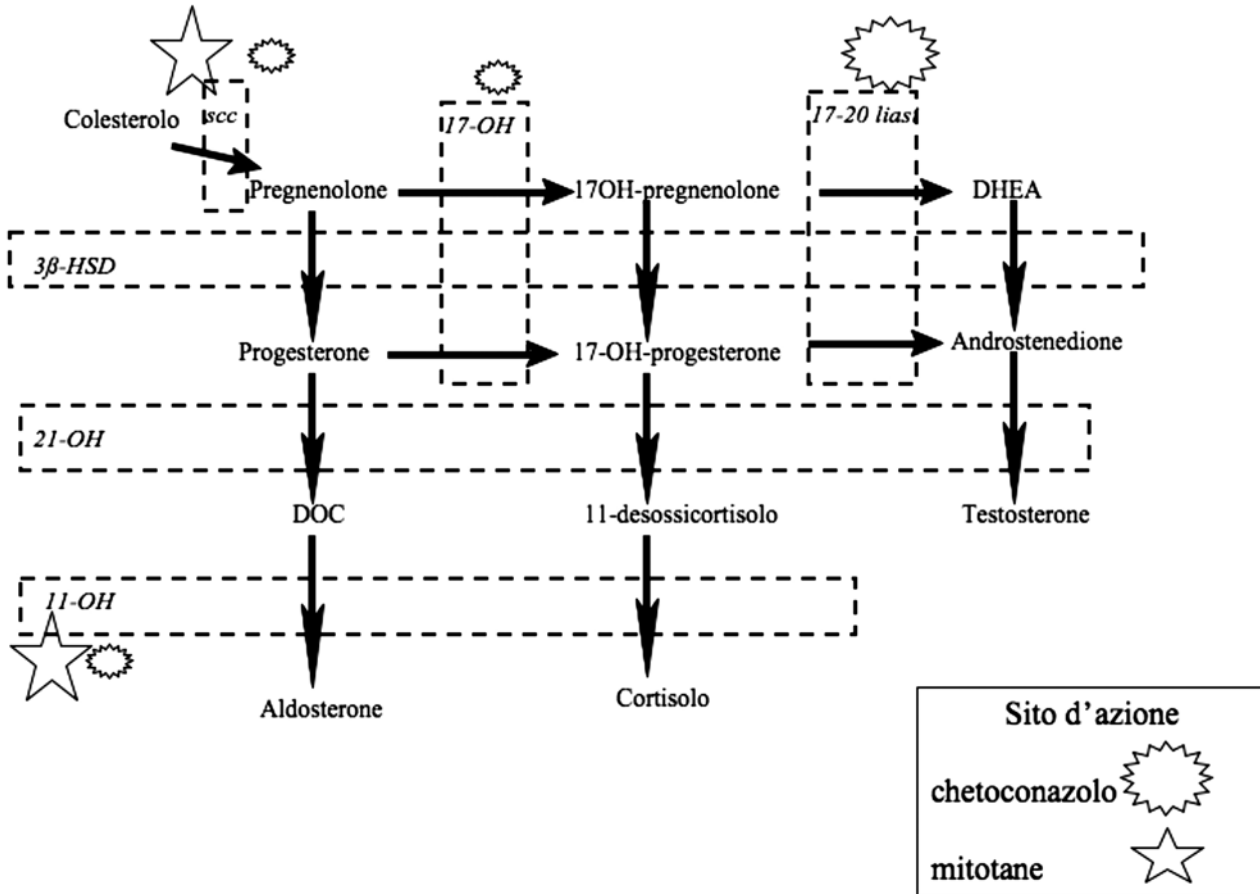 scc
17-OH
17-20 liasi
Colesterolo
Pregnenolone
17OH-pregnenolone
DHEA
3β-HSD
Progesterone
17-OH-progesterone
Androstenedione
21-OH
DOC
11-desossicortisolo
Testosterone
11-OH
Aldosterone
Cortisolo
Sito d'azione
chetoconazolo
mitotane